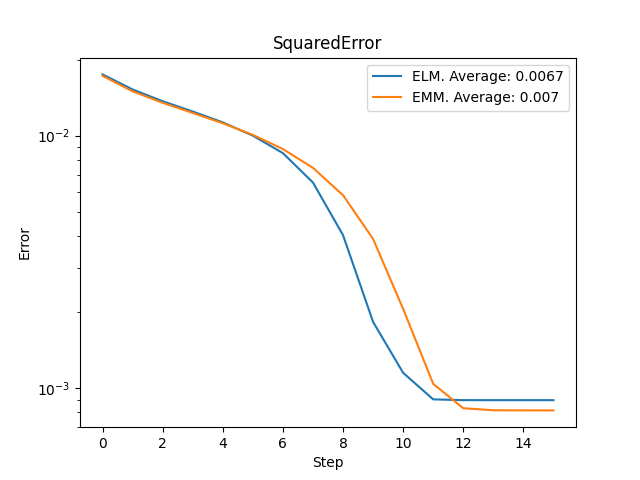 SquaredError
ELM. Average: 0.0067
EMM. Average: 0.007
10⁻²
10⁻³
Error
0 2 4 6 8 10 12 14
Step